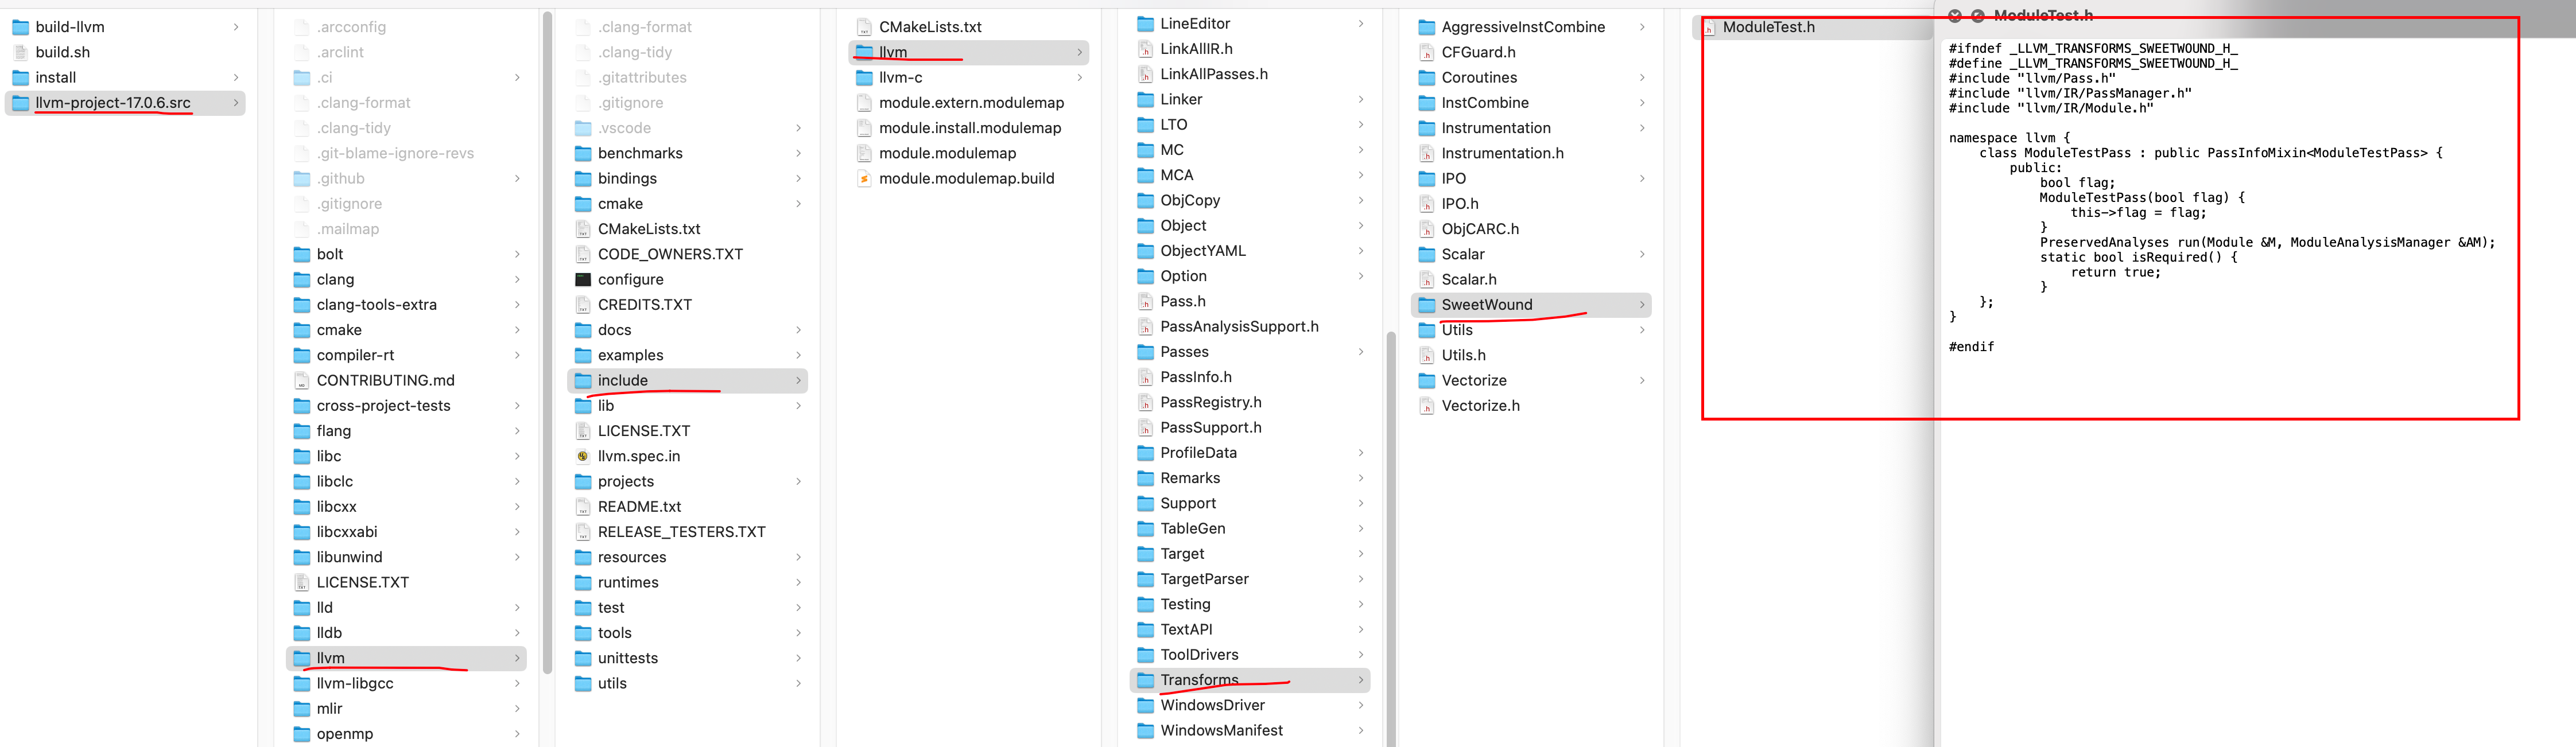 build-llvm
build.sh
install
llvm-project-17.0.6.src
.arcconfig
.arclint
.ci
.clang-format
.clang-tidy
.git-blame-ignore-revs
.github
.gitignore
.mailmap
bolt
clang
clang-tools-extra
cmake
compiler-rt
CONTRIBUTING.md
cross-project-tests
flang
libc
libclc
libcxx
libcxxabi
libunwind
LICENSE.TXT
lld
lldb
llvm
llvm-libgcc
mlir
openmp
.clang-format
.clang-tidy
.gitattributes
.gitignore
.vscode
benchmarks
bindings
cmake
CMakeLists.txt
CODE_OWNERS.TXT
configure
CREDITS.TXT
docs
examples
include
lib
LICENSE.TXT
llvm.spec.in
projects
README.txt
RELEASE_TESTERS.TXT
resources
runtimes
test
tools
unittests
utils
CMakeLists.txt
llvm
llvm-c
module.extern.modulemap
module.install.modulemap
module.modulemap
module.modulemap.build
LineEditor
LinkAllIR.h
LinkAllPasses.h
Linker
LTO
MC
MCA
ObjCopy
Object
ObjectYAML
Option
Pass.h
PassAnalysisSupport.h
Passes
PassInfo.h
PassRegistry.h
PassSupport.h
ProfileData
Remarks
Support
TableGen
Target
TargetParser
Testing
TextAPI
ToolDrivers
Transforms
WindowsDriver
WindowsManifest
AggressiveInstCombine
CFGuard.h
Coroutines
InstCombine
Instrumentation
Instrumentation.h
IPO
IPO.h
ObjCARC.h
Scalar
Scalar.h
SweetWound
Utils
Utils.h
Vectorize
Vectorize.h
ModuleTest.h
ModuleTest.h
#ifndef _LLVM_TRANSFORMS_SWEETWOUND_H_
#define _LLVM_TRANSFORMS_SWEETWOUND_H_
#include "llvm/Pass.h"
#include "llvm/IR/PassManager.h"
#include "llvm/IR/Module.h"
namespace llvm {
class ModuleTestPass : public PassInfoMixin<ModuleTestPass> {
public:
bool flag;
ModuleTestPass(bool flag) {
this->flag = flag;
}
PreservedAnalyses run(Module &M, ModuleAnalysisManager &AM);
static bool isRequired() {
return true;
}
};
}
#endif